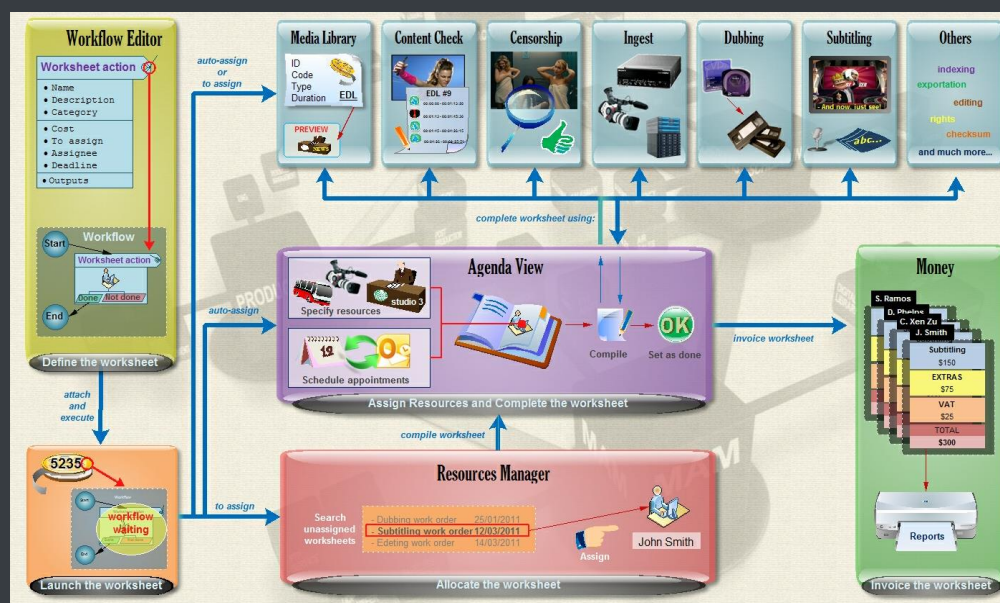 Workflow Editor
Worksheet action
• Name
• Description
• Category
• Cost
• To assign
• Assignee
• Deadline
• Outputs
Workflow
Start
Worksheet action
Done / Not done
End
Define the worksheet
attach
and
execute
5235
workflow
waiting
Launch the worksheet
auto-assign
or
to assign
auto-assign
to assign
Media Library
ID
Code
Type
Duration
EDL
PREVIEW
NEWS
Content Check
EDL #9
Censorship
Ingest
Dubbing
Subtitling
- And now, just see!
abc...
Others
indexing
exportation
editing
rights
checksum
and much more...
complete worksheet using:
Agenda View
studio 3
Specify resources
12
Schedule appointments
Compile
OK
Set as done
Assign Resources and Complete the worksheet
compile worksheet
invoice worksheet
Resources Manager
Search
unassigned
worksheets
- Dubbing work order 25/01/2011
- Subtitling work order 12/03/2011
- Edeting work order 14/03/2011
Assign
John Smith
Allocate the worksheet
Money
S. Ramos
D. Phelps
C. Xen Zu
J. Smith
Subtitling
$150
EXTRAS
$75
VAT
$25
TOTAL
$300
Reports
Invoice the worksheet